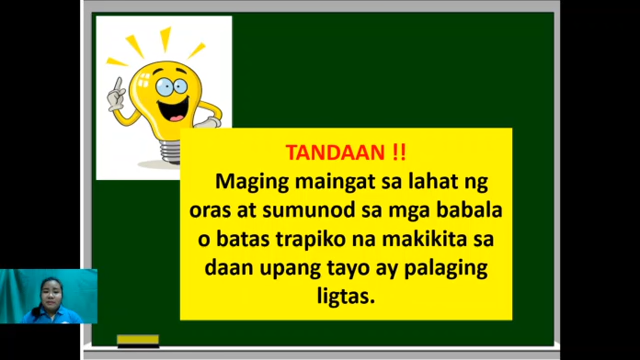 TANDAAN !!
Maging maingat sa lahat ng
oras at sumunod sa mga babala
o batas trapiko na makikita sa
daan upang tayo ay palaging
ligtas.